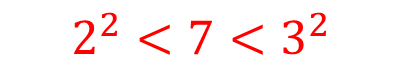 2² < 7 < 3²